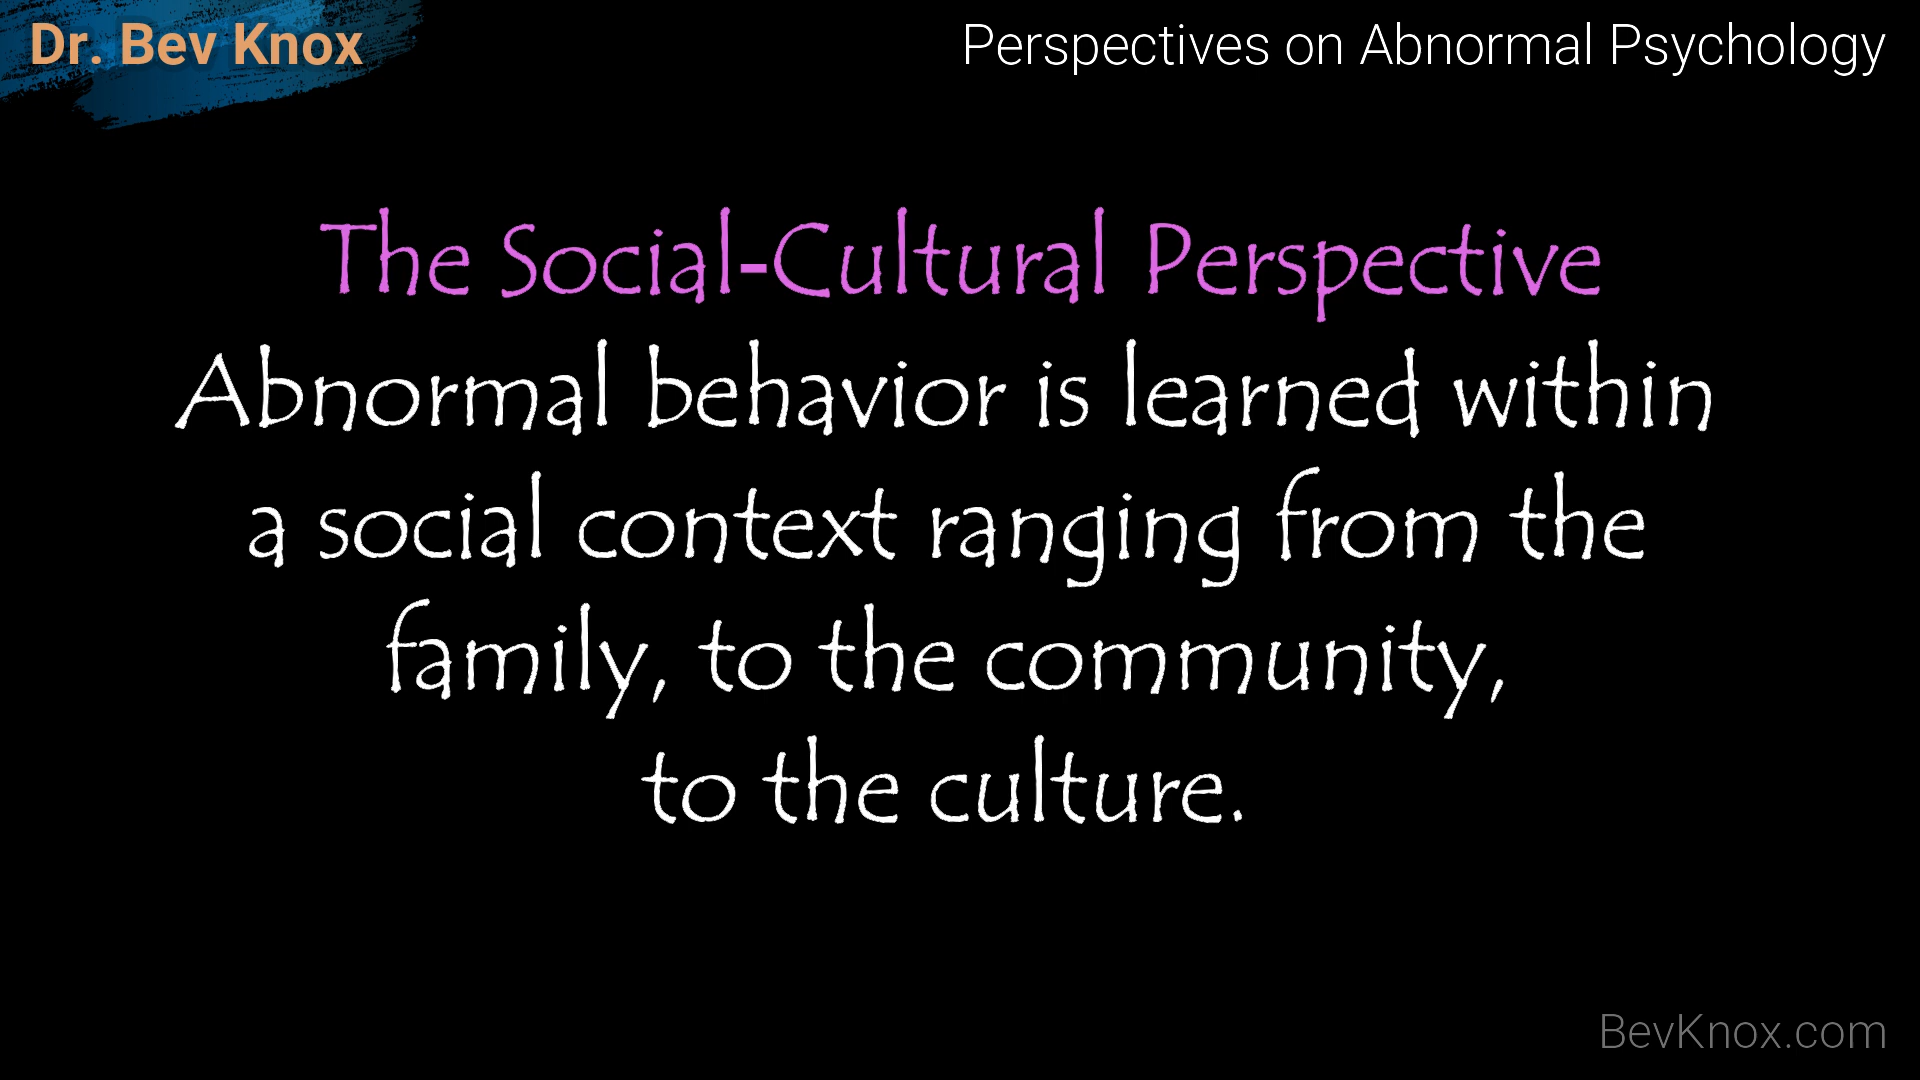 Dr. Bev Knox
Perspectives on Abnormal Psychology
The Social-Cultural Perspective
Abnormal behavior is learned within
a social context ranging from the
family, to the community,
to the culture.
BevKnox.com